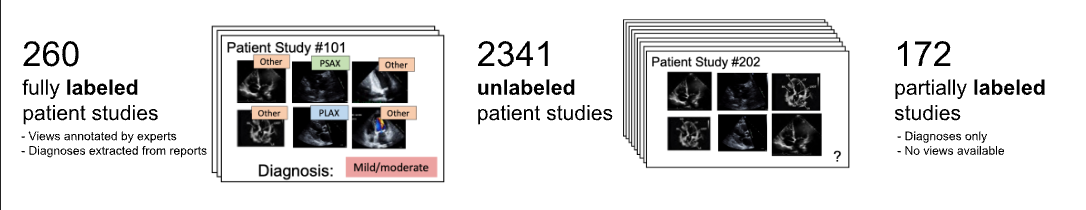 260
fully labeled
patient studies
- Views annotated by experts
- Diagnoses extracted from reports
Patient Study #101
Other
PSAX
Other
Other
PLAX
Other
Diagnosis:
Mild/moderate
2341
unlabeled
patient studies
Patient Study #202
?
172
partially labeled
studies
- Diagnoses only
- No views available